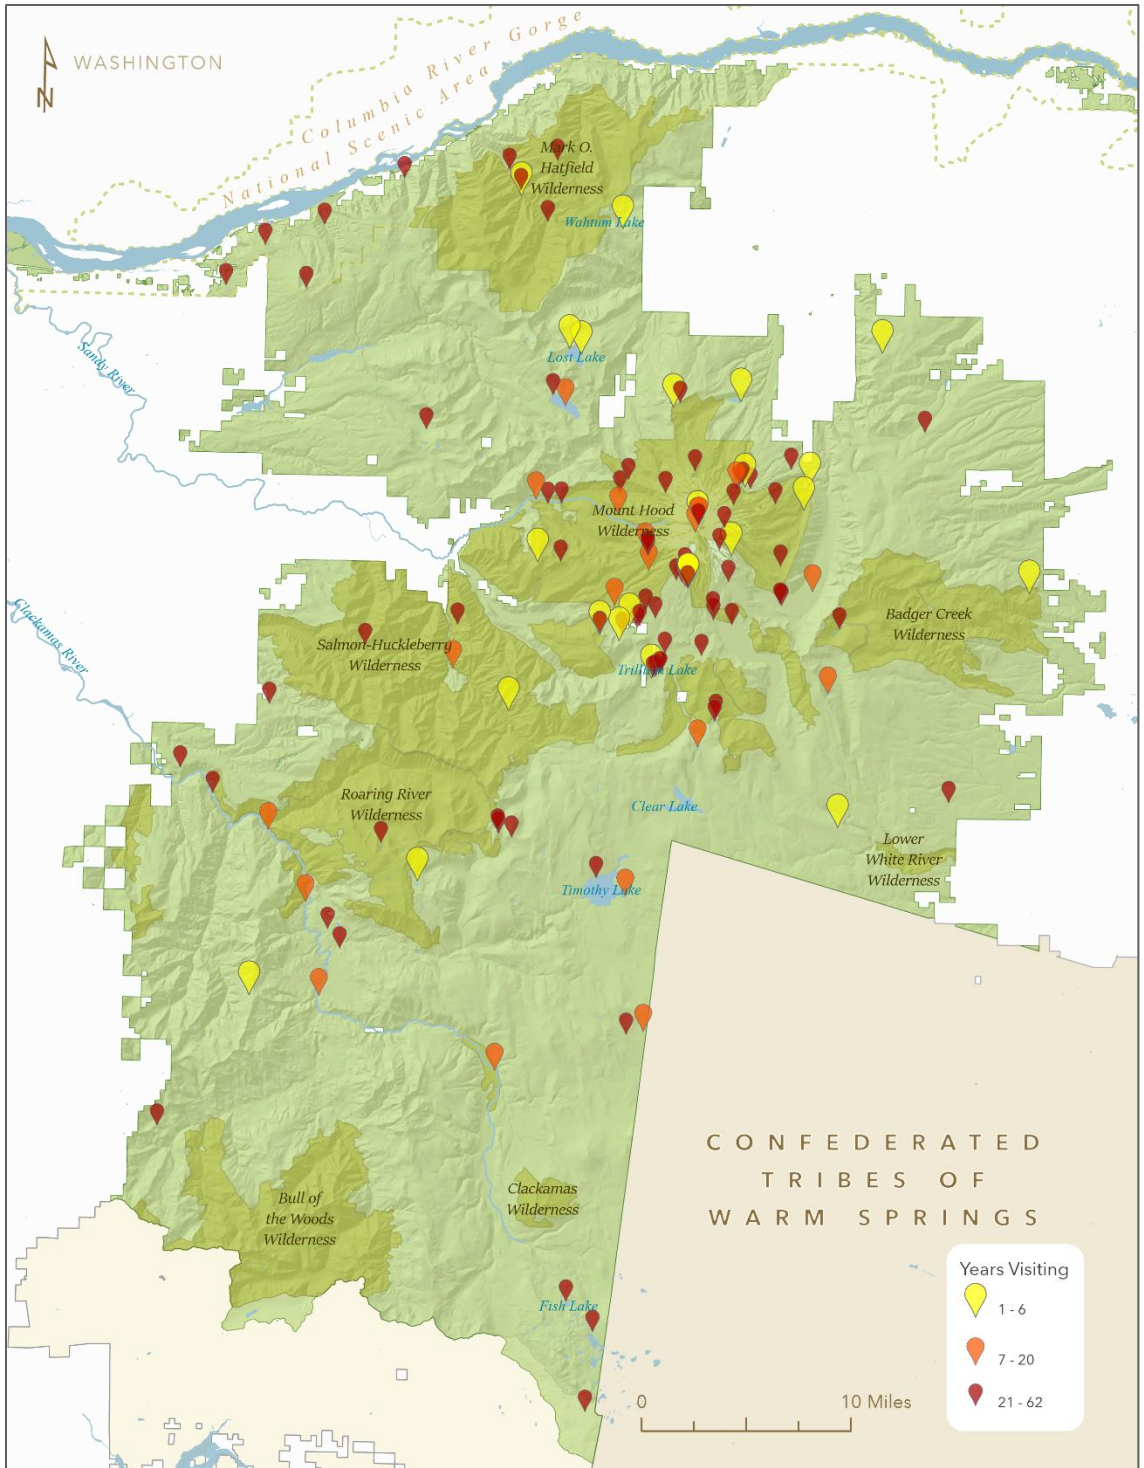 WASHINGTON
N
Columbia River Gorge
National Scenic Area
Mark O.
Hatfield
Wilderness
Wahtum Lake
Sandy River
Lost Lake
Mount Hood
Wilderness
Clackamas River
Badger Creek
Wilderness
Salmon-Huckleberry
Wilderness
Trillium Lake
Roaring River
Wilderness
Clear Lake
Lower
White River
Wilderness
Timothy Lake
CONFEDERATED
TRIBES OF
WARM SPRINGS
Clackamas
Wilderness
Bull of
the Woods
Wilderness
Fish Lake
Years Visiting
1 - 6
7 - 20
21 - 62
0 10 Miles